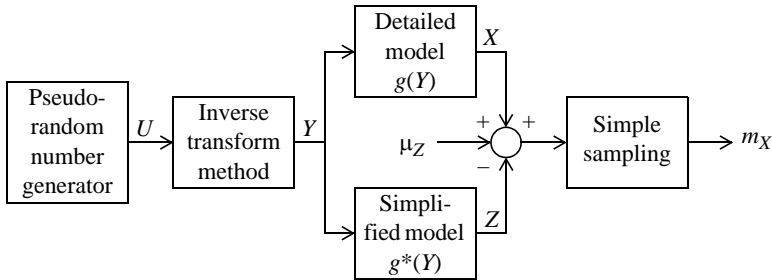 Pseudo-
random
number
generator
U
Inverse
transform
method
Y
Detailed
model
g(Y)
X
+
+
μZ
−
Simpli-
fied model
g*(Y)
Z
Simple
sampling
mX